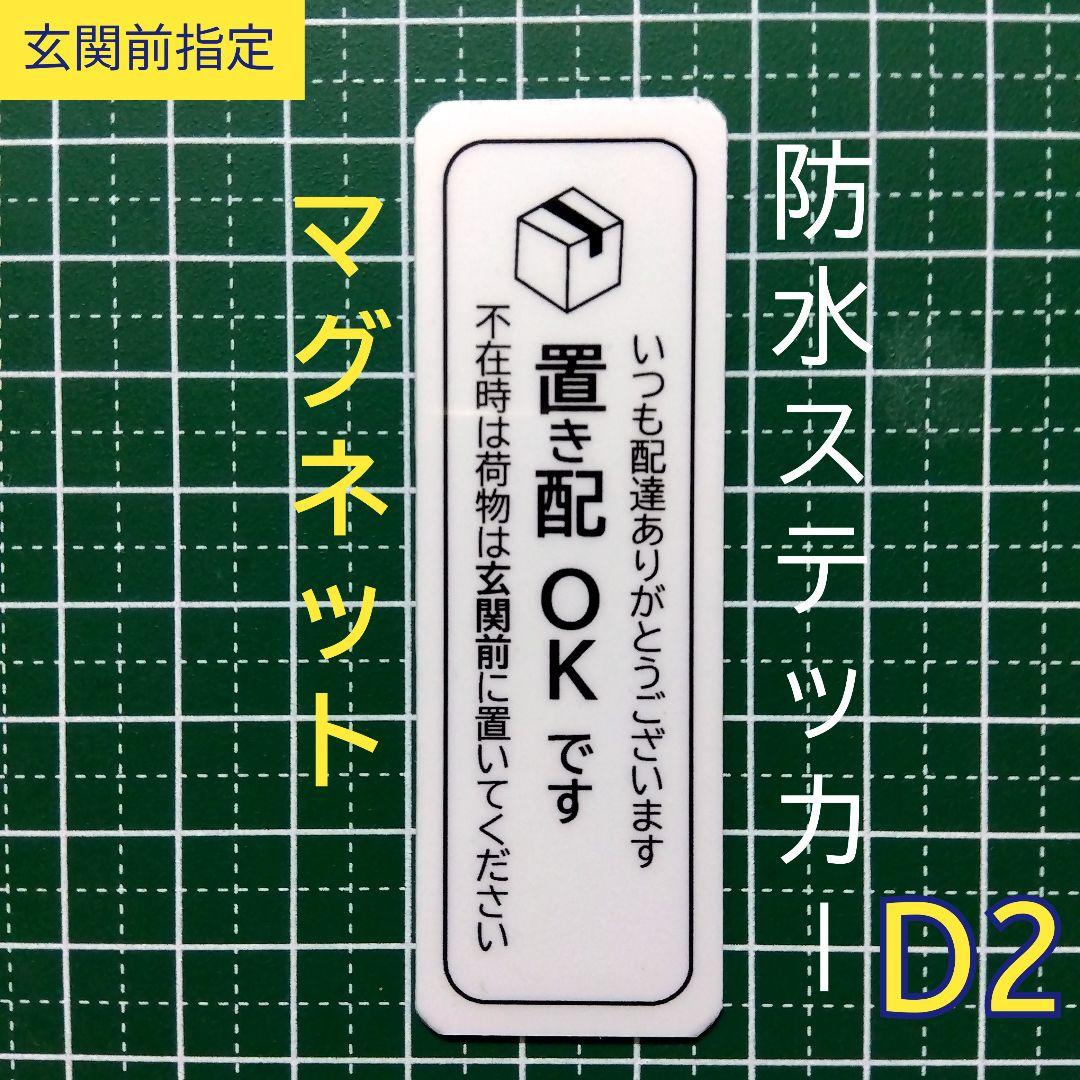 玄関前指定
防水ステッカー
マグネット
いつも配達ありがとうございます
置き配 OK です
不在時は荷物は玄関前に置いてください
D2